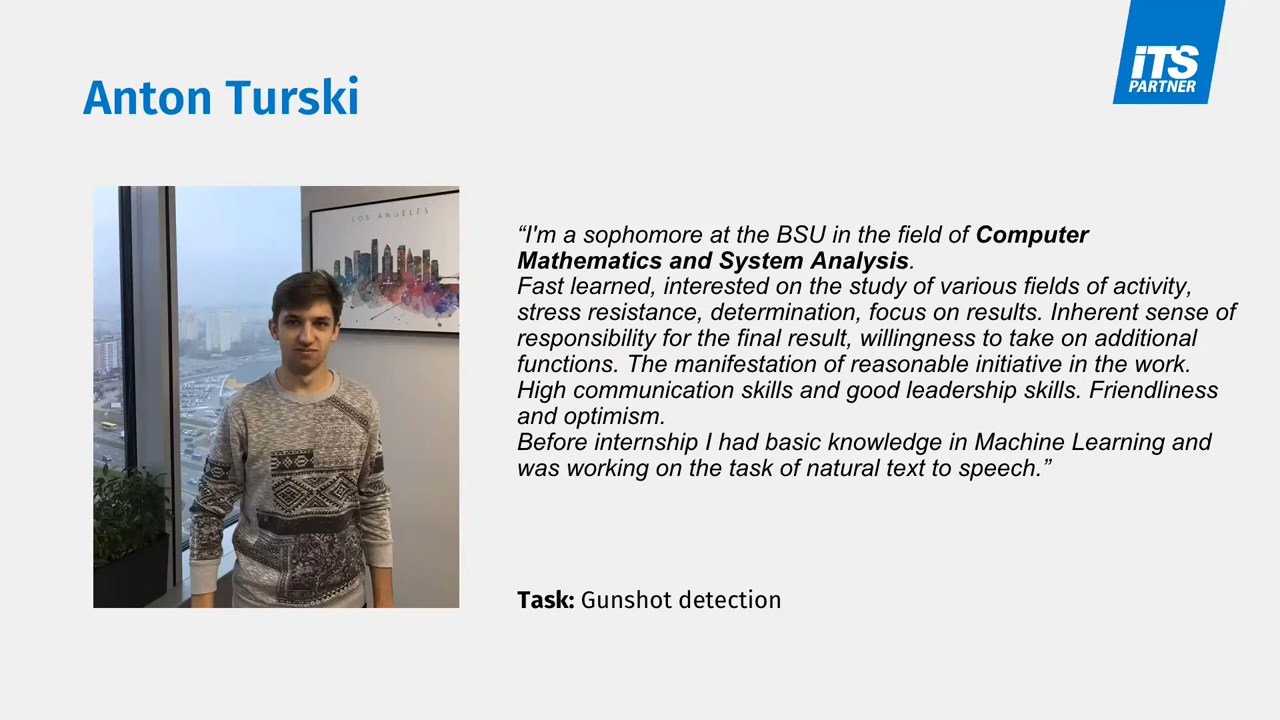 iTS
PARTNER
Anton Turski
LOS ANGELES
“I'm a sophomore at the BSU in the field of Computer
Mathematics and System Analysis.
Fast learned, interested on the study of various fields of activity,
stress resistance, determination, focus on results. Inherent sense of
responsibility for the final result, willingness to take on additional
functions. The manifestation of reasonable initiative in the work.
High communication skills and good leadership skills. Friendliness
and optimism.
Before internship I had basic knowledge in Machine Learning and
was working on the task of natural text to speech.”
Task: Gunshot detection